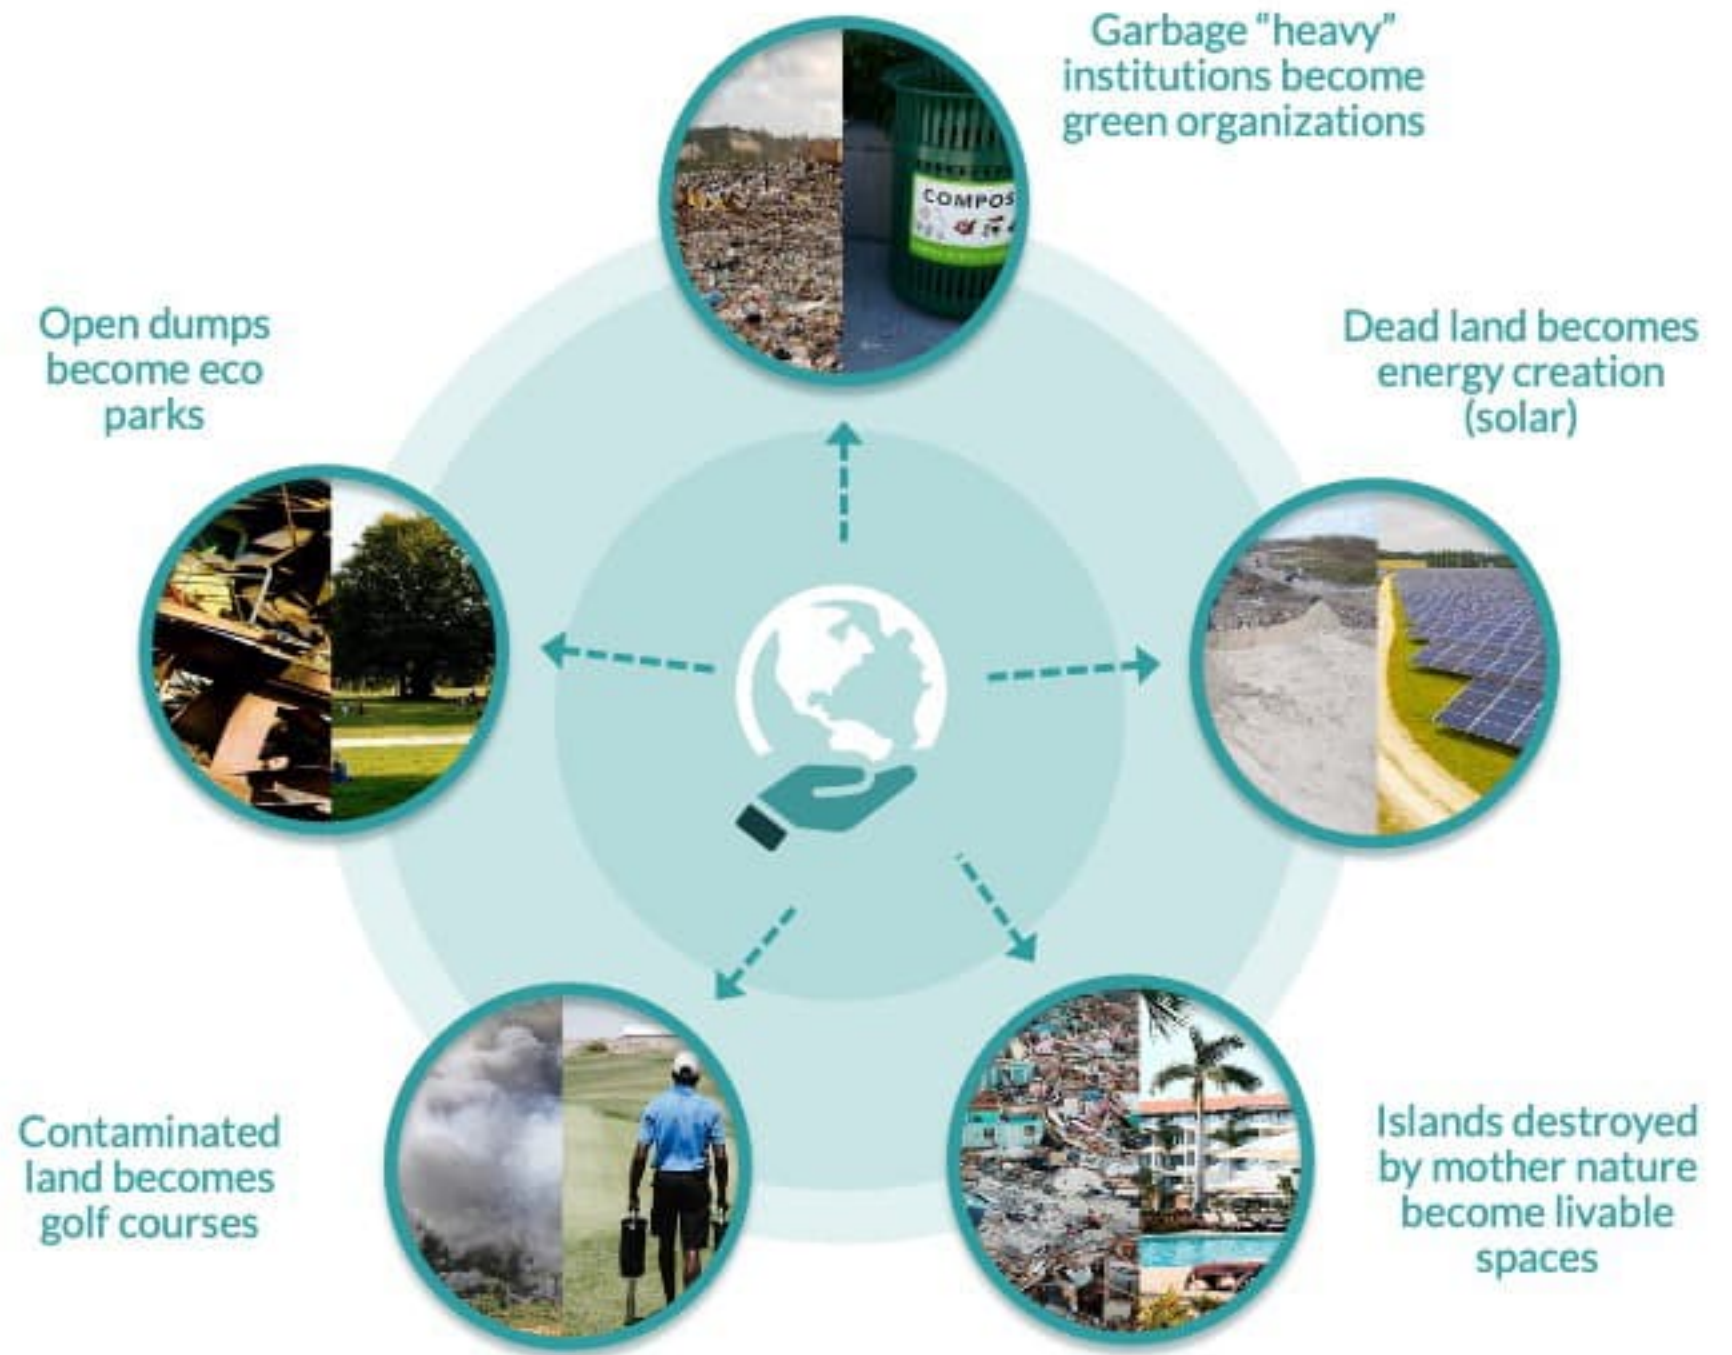 Garbage “heavy”
institutions become
green organizations
COMPOS
Open dumps
become eco
parks
Dead land becomes
energy creation
(solar)
Contaminated
land becomes
golf courses
Islands destroyed
by mother nature
become livable
spaces